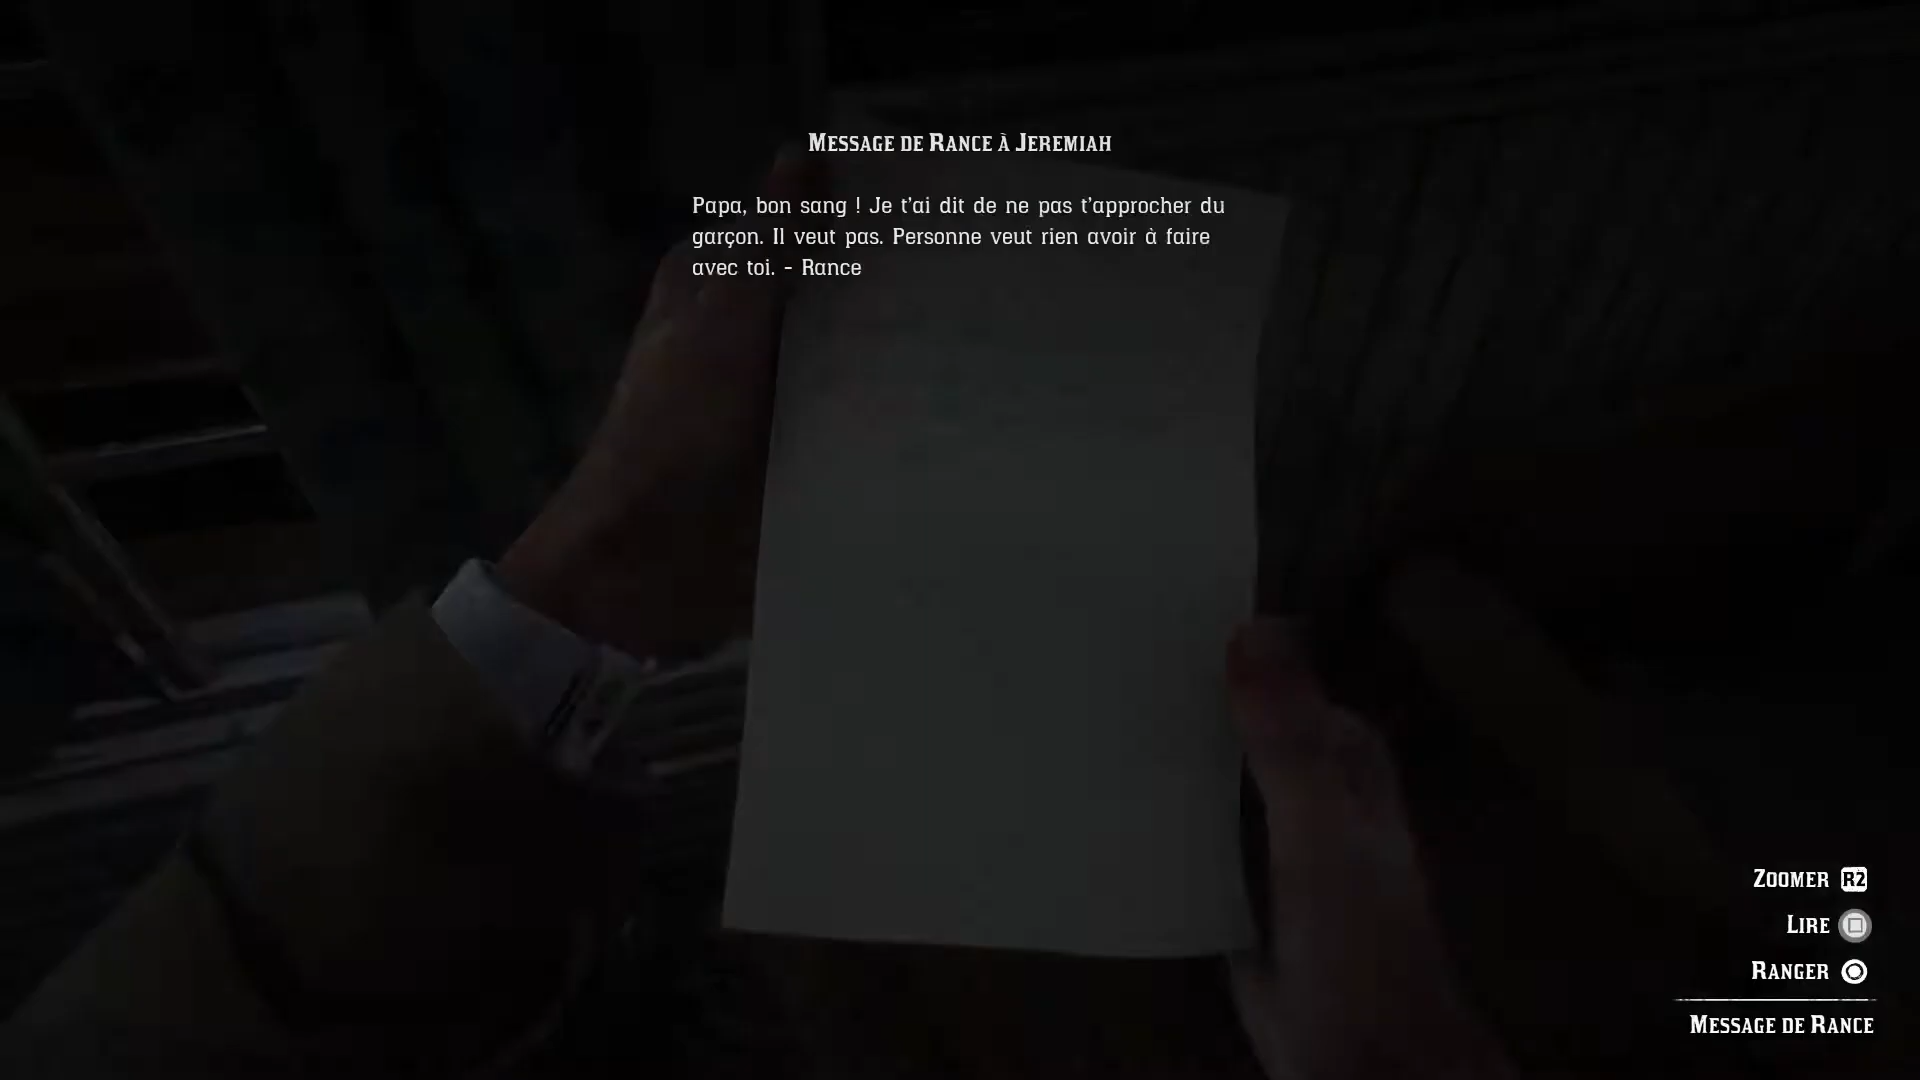 Message de Rance à Jeremiah
Papa, bon sang ! Je t'ai dit de ne pas t'approcher du
garçon. Il veut pas. Personne veut rien avoir à faire
avec toi. - Rance
Zoomer R2
Lire
Ranger
Message de Rance